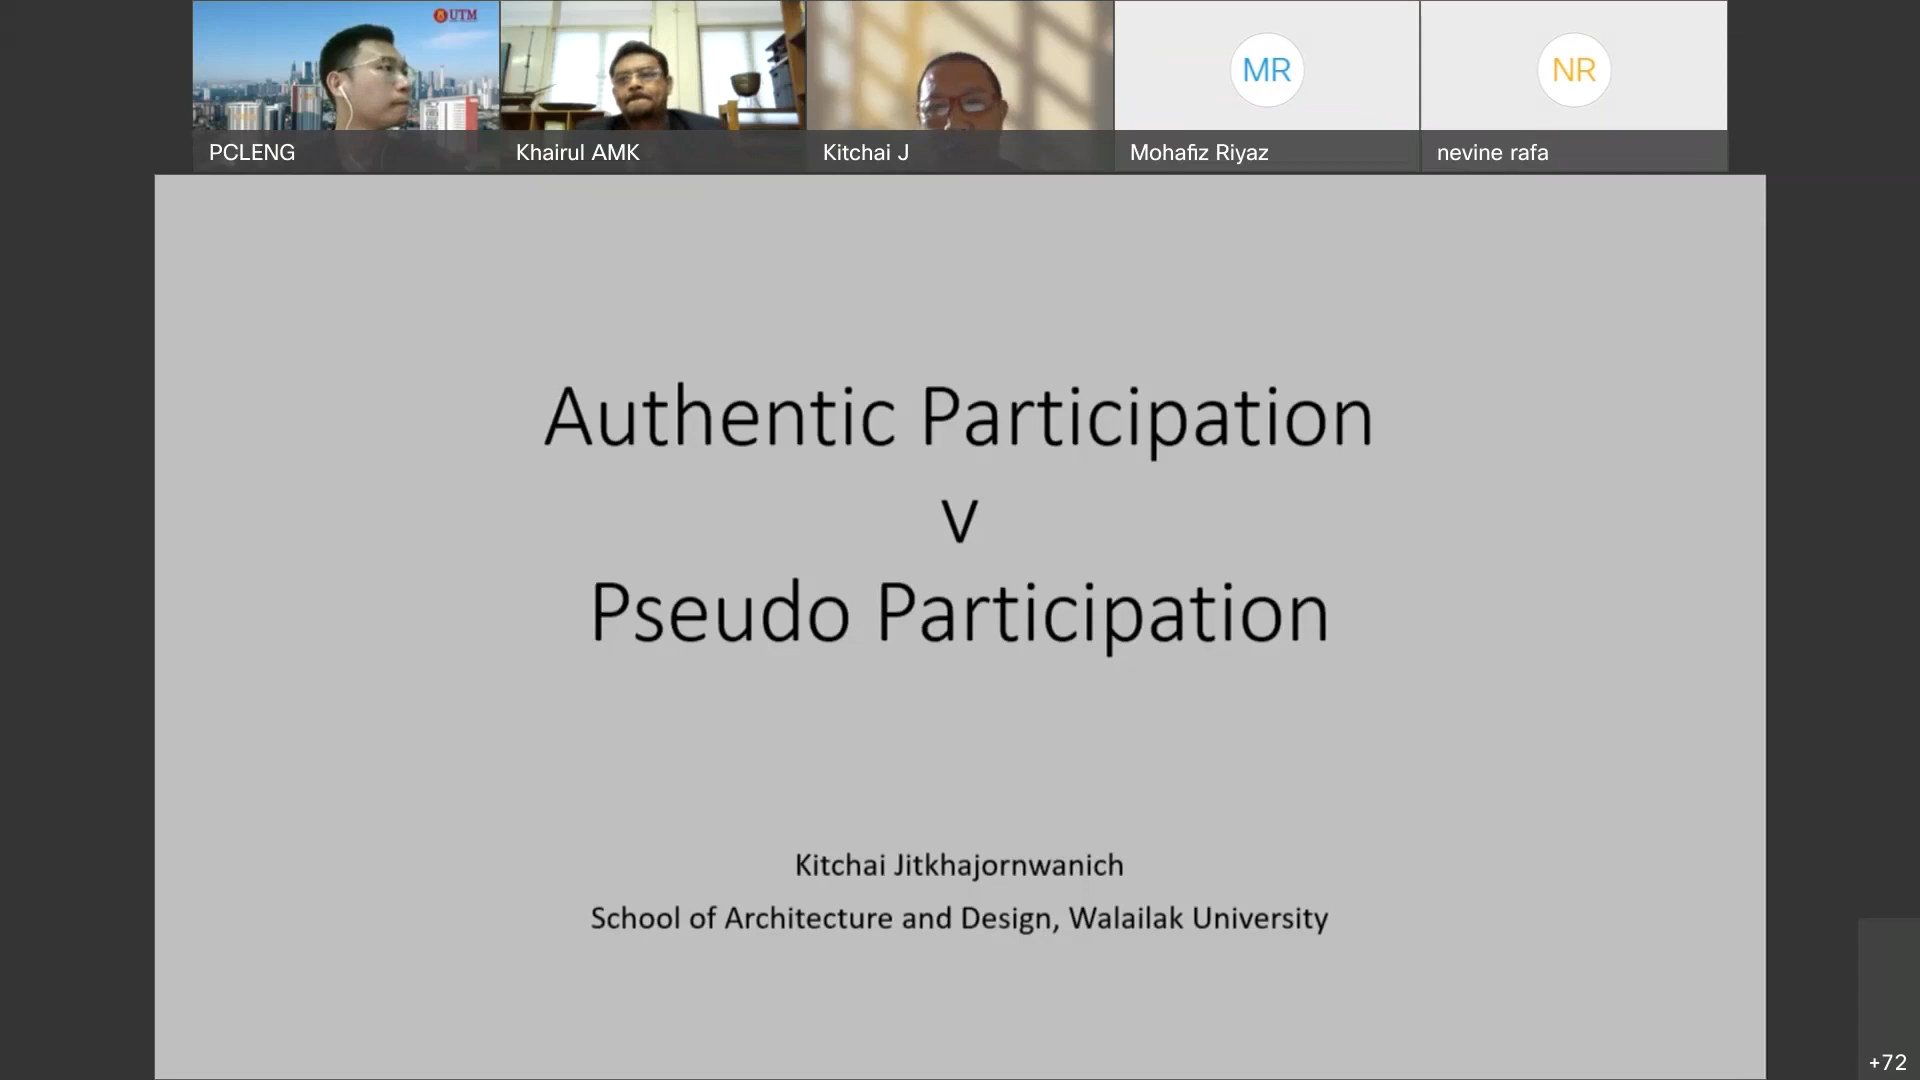 UTM
PCLENG
Khairul AMK
Kitchai J
MR
Mohafiz Riyaz
NR
nevine rafa
Authentic Participation
v
Pseudo Participation
Kitchai Jitkhajornwanich
School of Architecture and Design, Walailak University
+72